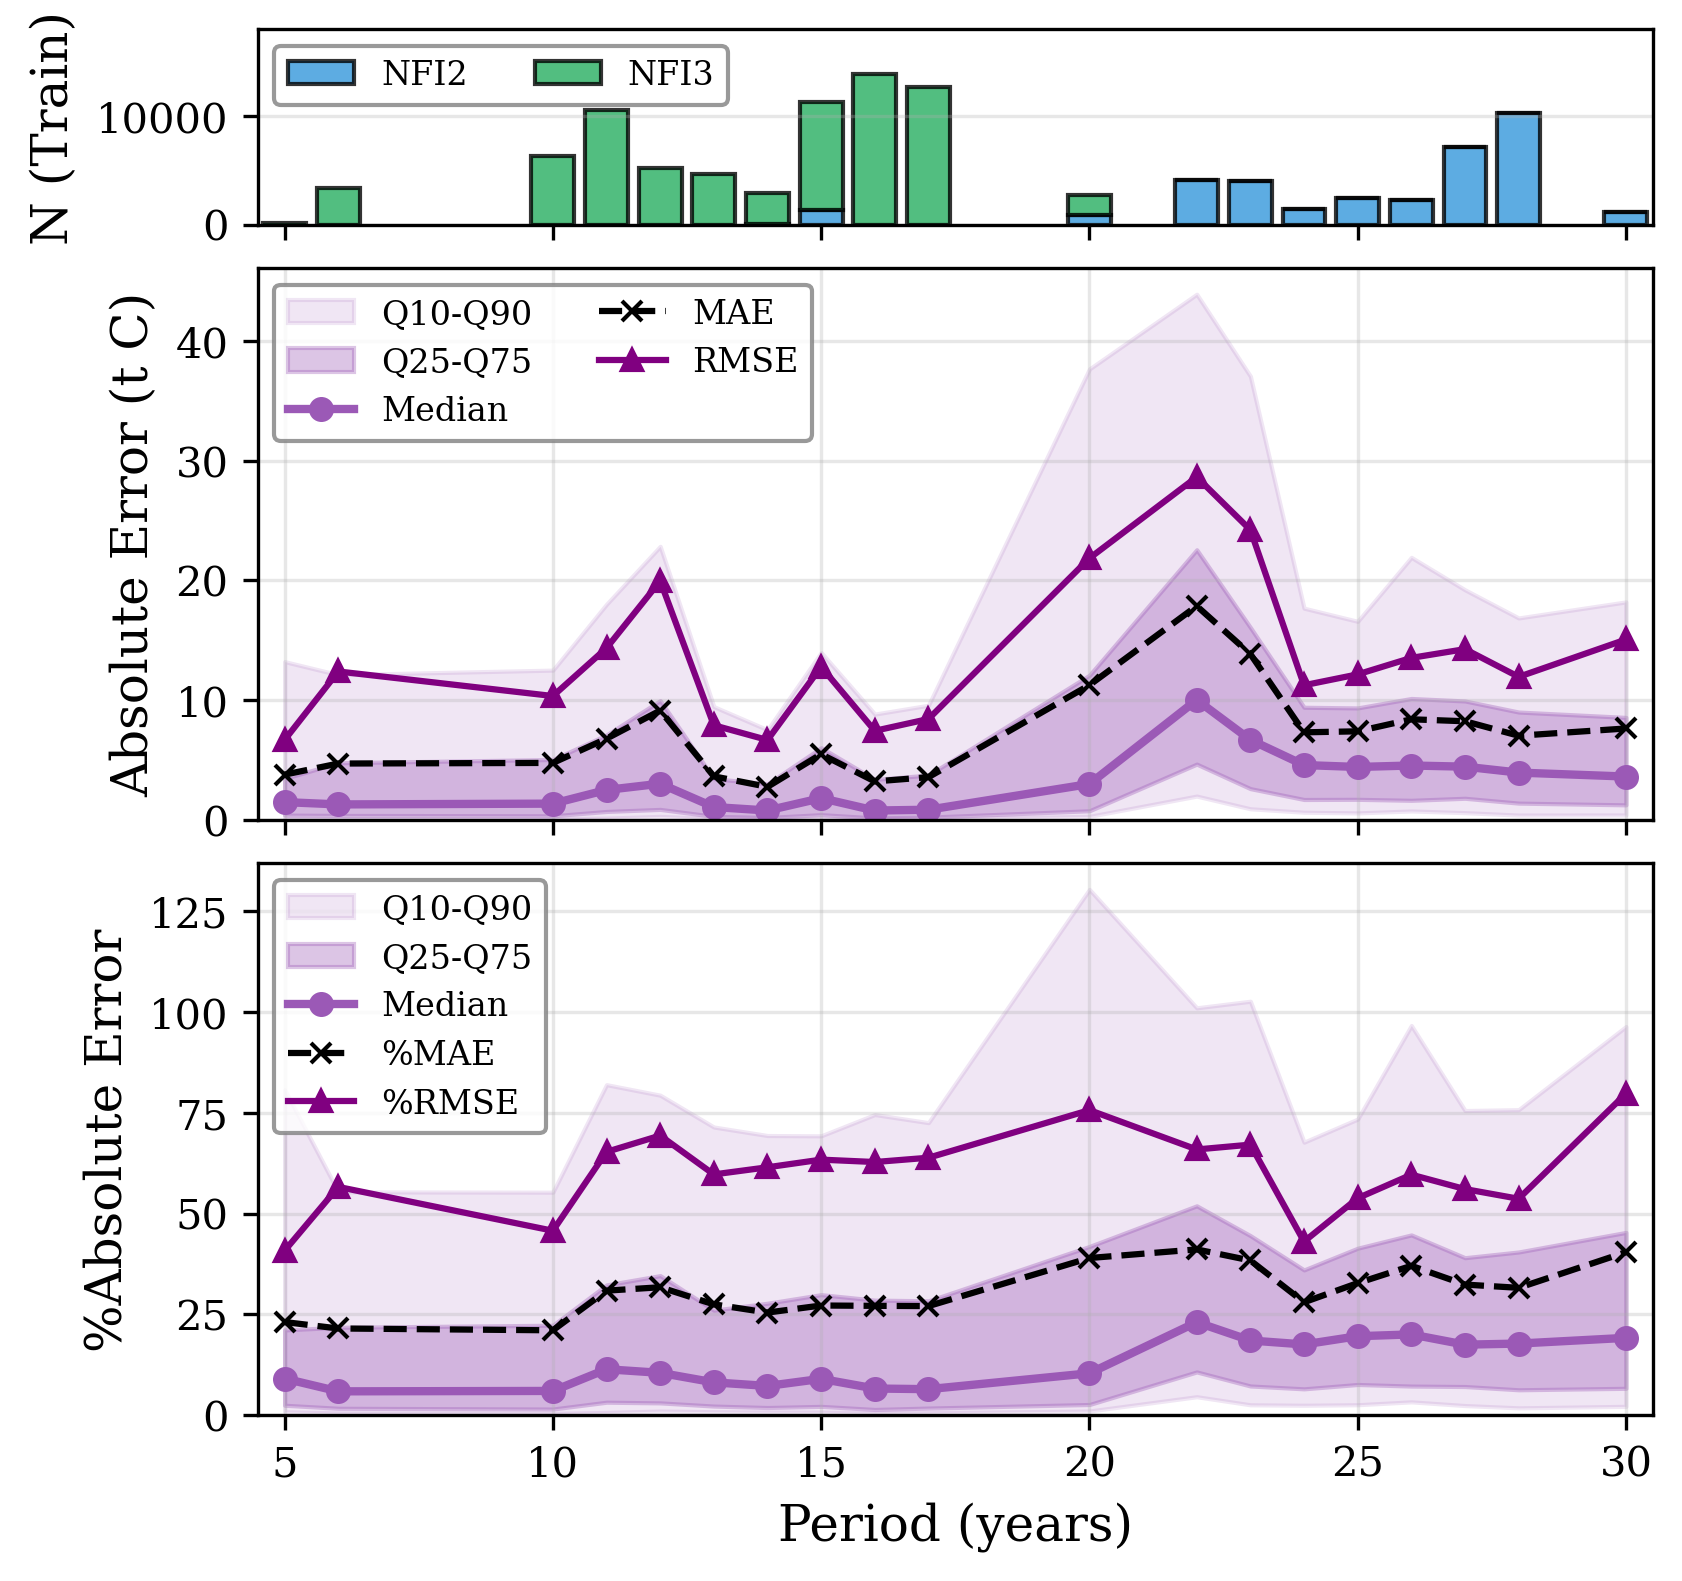 N (Train)
10000
0
NFI2 NFI3
Absolute Error (t C)
40
30
20
10
0
Q10-Q90 MAE
Q25-Q75 RMSE
Median
%Absolute Error
125
100
75
50
25
0
Q10-Q90
Q25-Q75
Median
%MAE
%RMSE
5 10 15 20 25 30
Period (years)